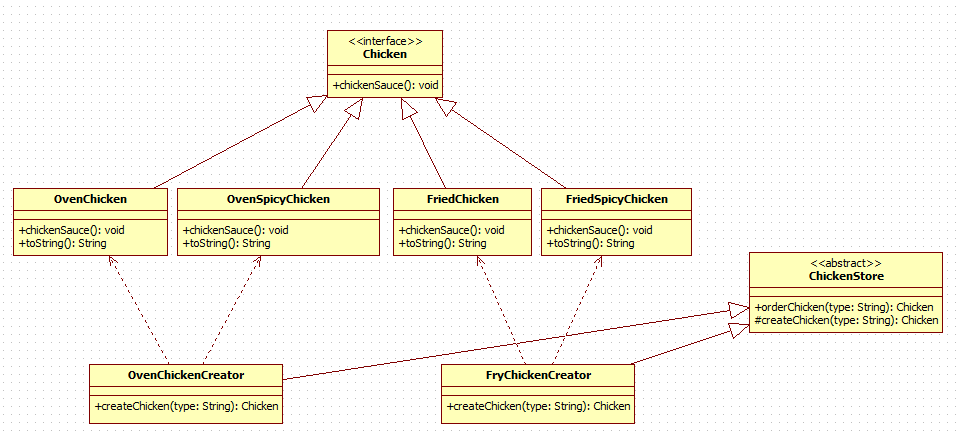 <<interface>>
Chicken
+chickenSauce(): void
OvenChicken
+chickenSauce(): void
+toString(): String
OvenSpicyChicken
+chickenSauce(): void
+toString(): String
FriedChicken
+chickenSauce(): void
+toString(): String
FriedSpicyChicken
+chickenSauce(): void
+toString(): String
<<abstract>>
ChickenStore
+orderChicken(type: String): Chicken
#createChicken(type: String): Chicken
OvenChickenCreator
+createChicken(type: String): Chicken
FryChickenCreator
+createChicken(type: String): Chicken